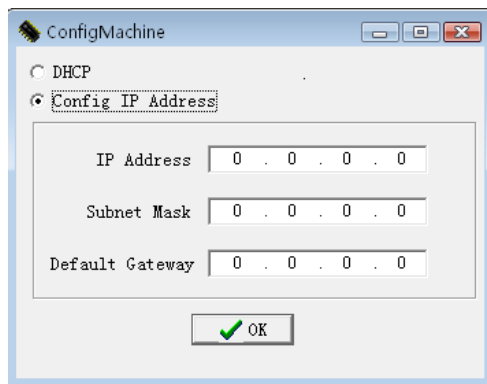 ConfigMachine
DHCP
Config IP Address
IP Address 0 . 0 . 0 . 0
Subnet Mask 0 . 0 . 0 . 0
Default Gateway 0 . 0 . 0 . 0
OK